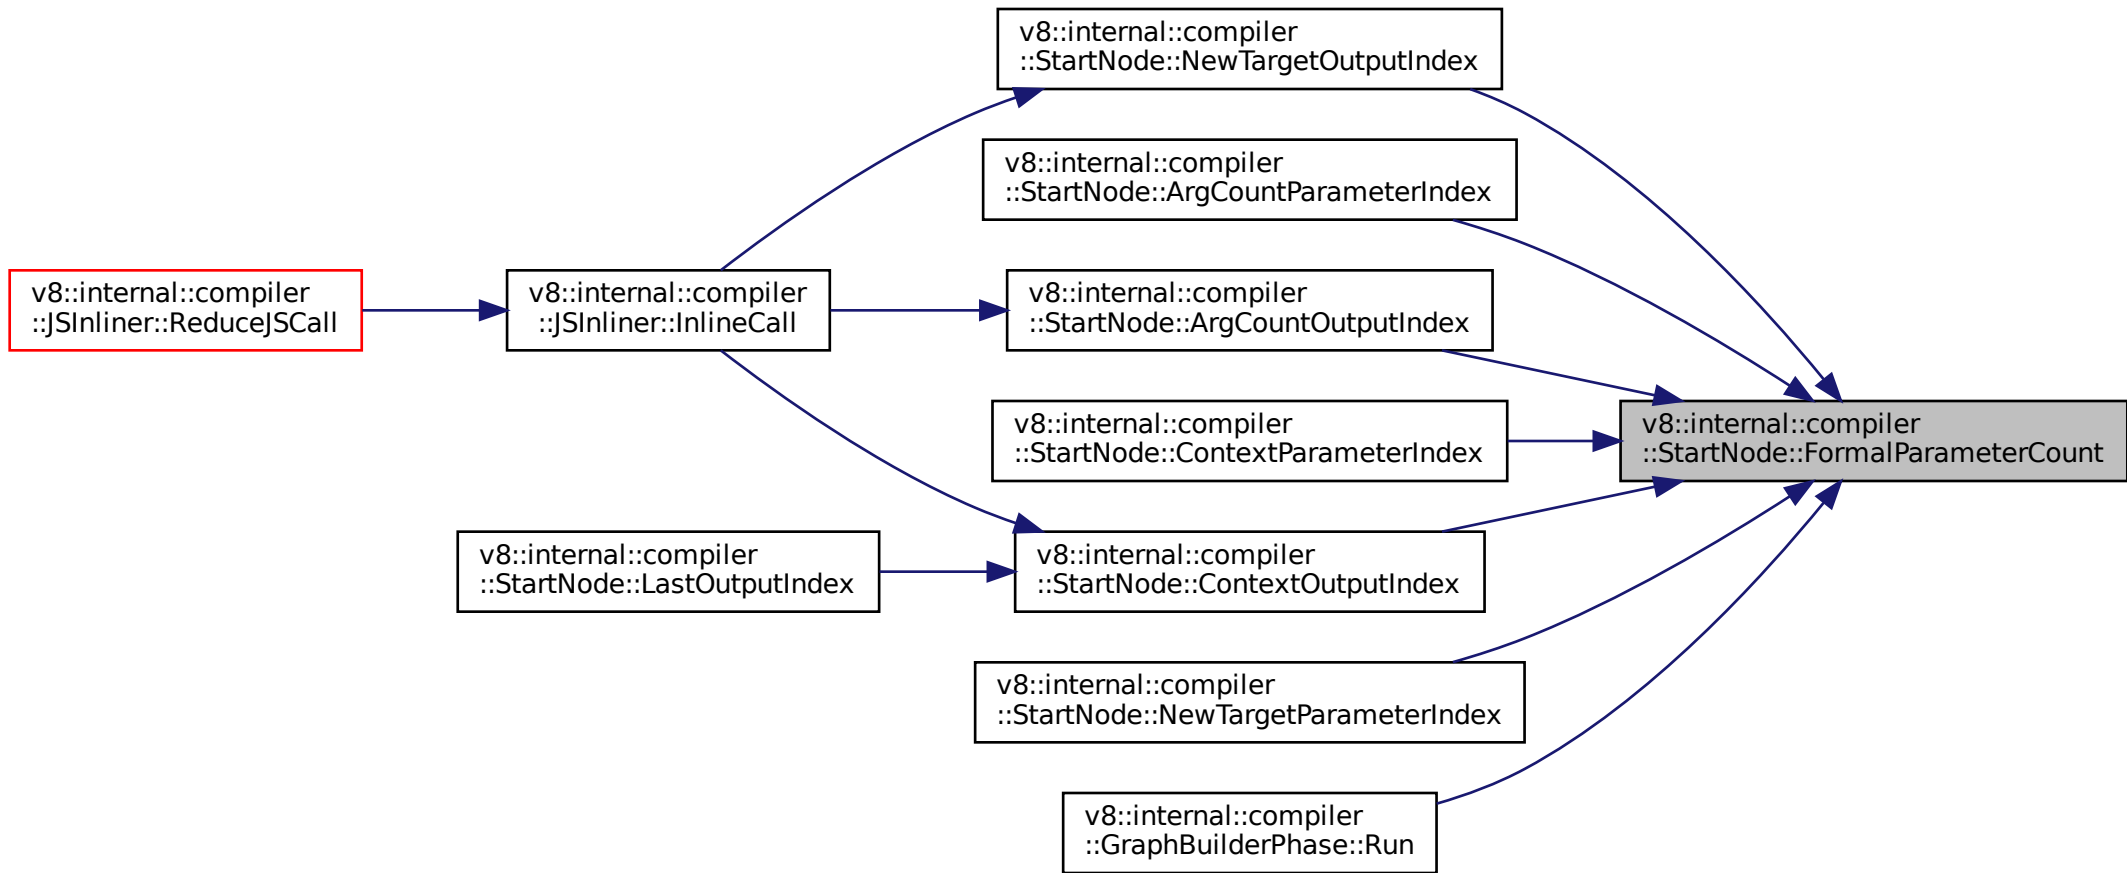 v8::internal::compiler
::StartNode::NewTargetOutputIndex
v8::internal::compiler
::StartNode::ArgCountParameterIndex
v8::internal::compiler
::JSInliner::ReduceJSCall
v8::internal::compiler
::JSInliner::InlineCall
v8::internal::compiler
::StartNode::ArgCountOutputIndex
v8::internal::compiler
::StartNode::ContextParameterIndex
v8::internal::compiler
::StartNode::FormalParameterCount
v8::internal::compiler
::StartNode::LastOutputIndex
v8::internal::compiler
::StartNode::ContextOutputIndex
v8::internal::compiler
::StartNode::NewTargetParameterIndex
v8::internal::compiler
::GraphBuilderPhase::Run